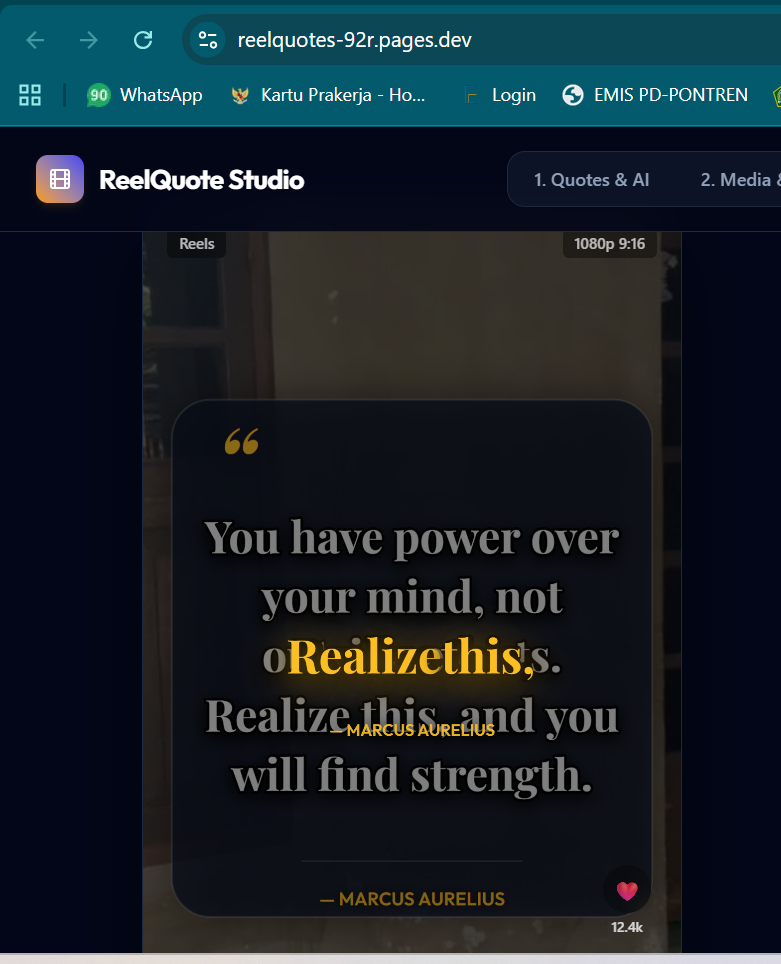 reelquotes-92r.pages.dev
90 WhatsApp
Kartu Prakerja - Ho...
Login
EMIS PD-PONTREN
ReelQuote Studio
1. Quotes & AI
2. Media &
Reels
1080p 9:16
“
You have power over
your mind, not
Realizethis,
Realize this, and you
— MARCUS AURELIUS
will find strength.
— MARCUS AURELIUS
12.4k